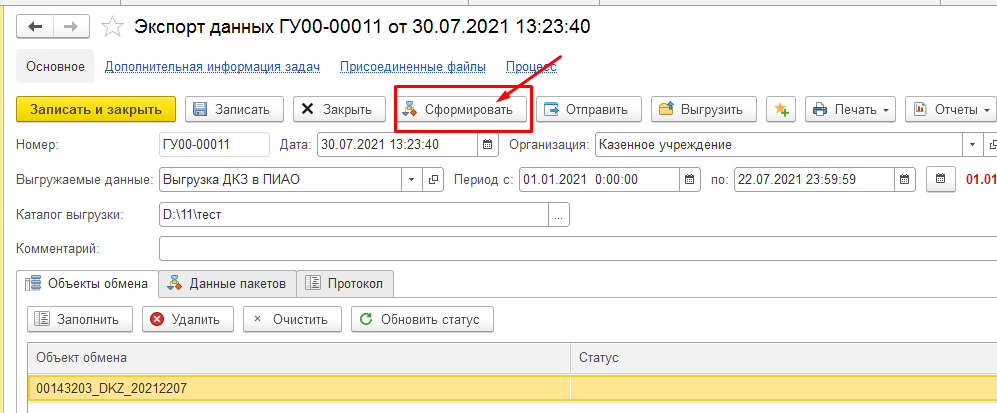 Экспорт данных ГУ00-00011 от 30.07.2021 13:23:40
Основное Дополнительная информация задач Присоединенные файлы Процесс
Записать и закрыть Записать Закрыть Сформировать Отправить Выгрузить Печать Отчеты
Номер: ГУ00-00011 Дата: 30.07.2021 13:23:40 Организация: Казенное учреждение
Выгружаемые данные: Выгрузка ДКЗ в ПИАО Период с: 01.01.2021 0:00:00 по: 22.07.2021 23:59:59 01.01
Каталог выгрузки: D:\11\тест ...
Комментарий:
Объекты обмена Данные пакетов Протокол
Заполнить Удалить Очистить Обновить статус
Объект обмена Статус
00143203_DKZ_20212207